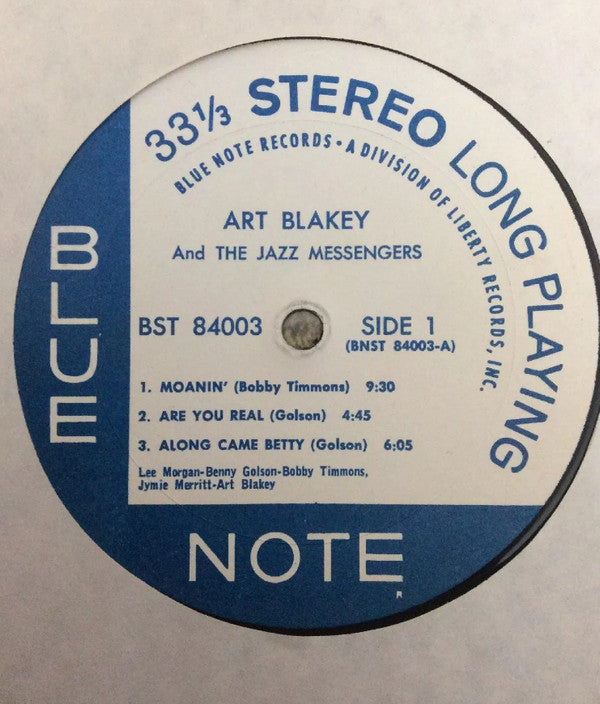 33⅓ STEREO LONG PLAYING
BLUE NOTE RECORDS • A DIVISION OF LIBERTY RECORDS, INC.
ART BLAKEY
And THE JAZZ MESSENGERS
BST 84003 SIDE 1
(BNST 84003-A)
1. MOANIN' (Bobby Timmons) 9:30
2. ARE YOU REAL (Golson) 4:45
3. ALONG CAME BETTY (Golson) 6:05
Lee Morgan-Benny Golson-Bobby Timmons,
Jymie Merritt-Art Blakey
BLUE
NOTE
R